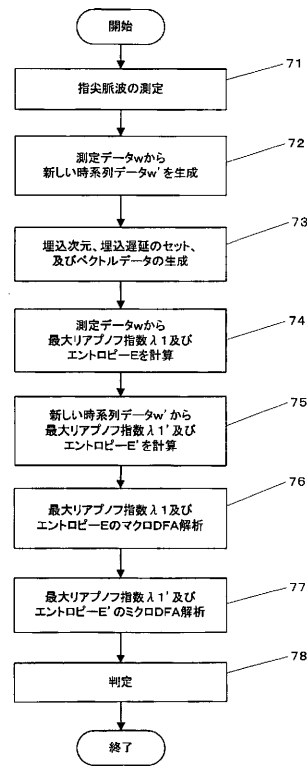 開始
71
指尖脈波の測定
72
測定データwから
新しい時系列データw'を生成
73
埋込次元、埋込遅延のセット、
及びベクトルデータの生成
74
測定データwから
最大リアプノフ指数λ1及び
エントロピーEを計算
75
新しい時系列データw'から
最大リアプノフ指数λ1'及び
エントロピーE'を計算
76
最大リアプノフ指数λ1及び
エントロピーEのマクロDFA解析
77
最大リアプノフ指数λ1'及び
エントロピーE'のミクロDFA解析
78
判定
終了